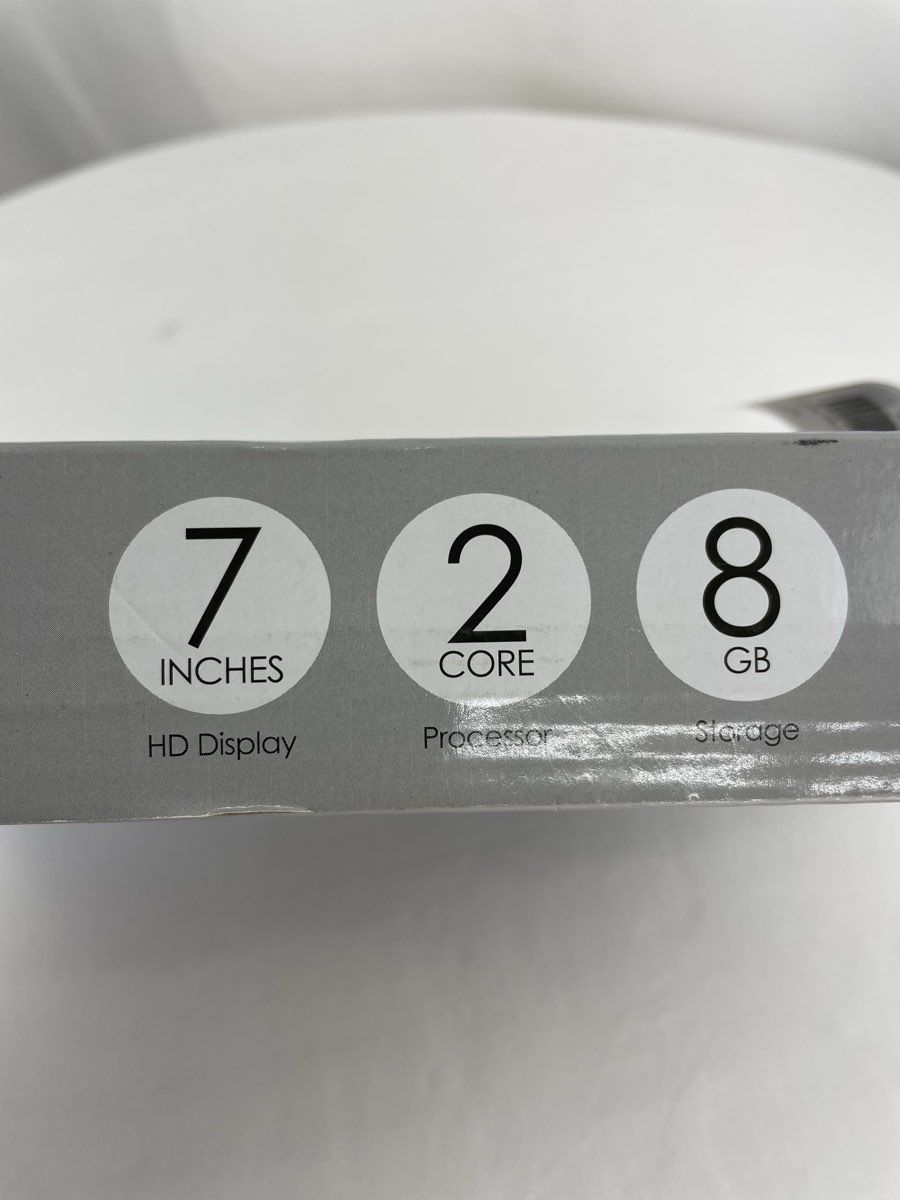 7
INCHES
HD Display
2
CORE
Processor
8
GB
Storage